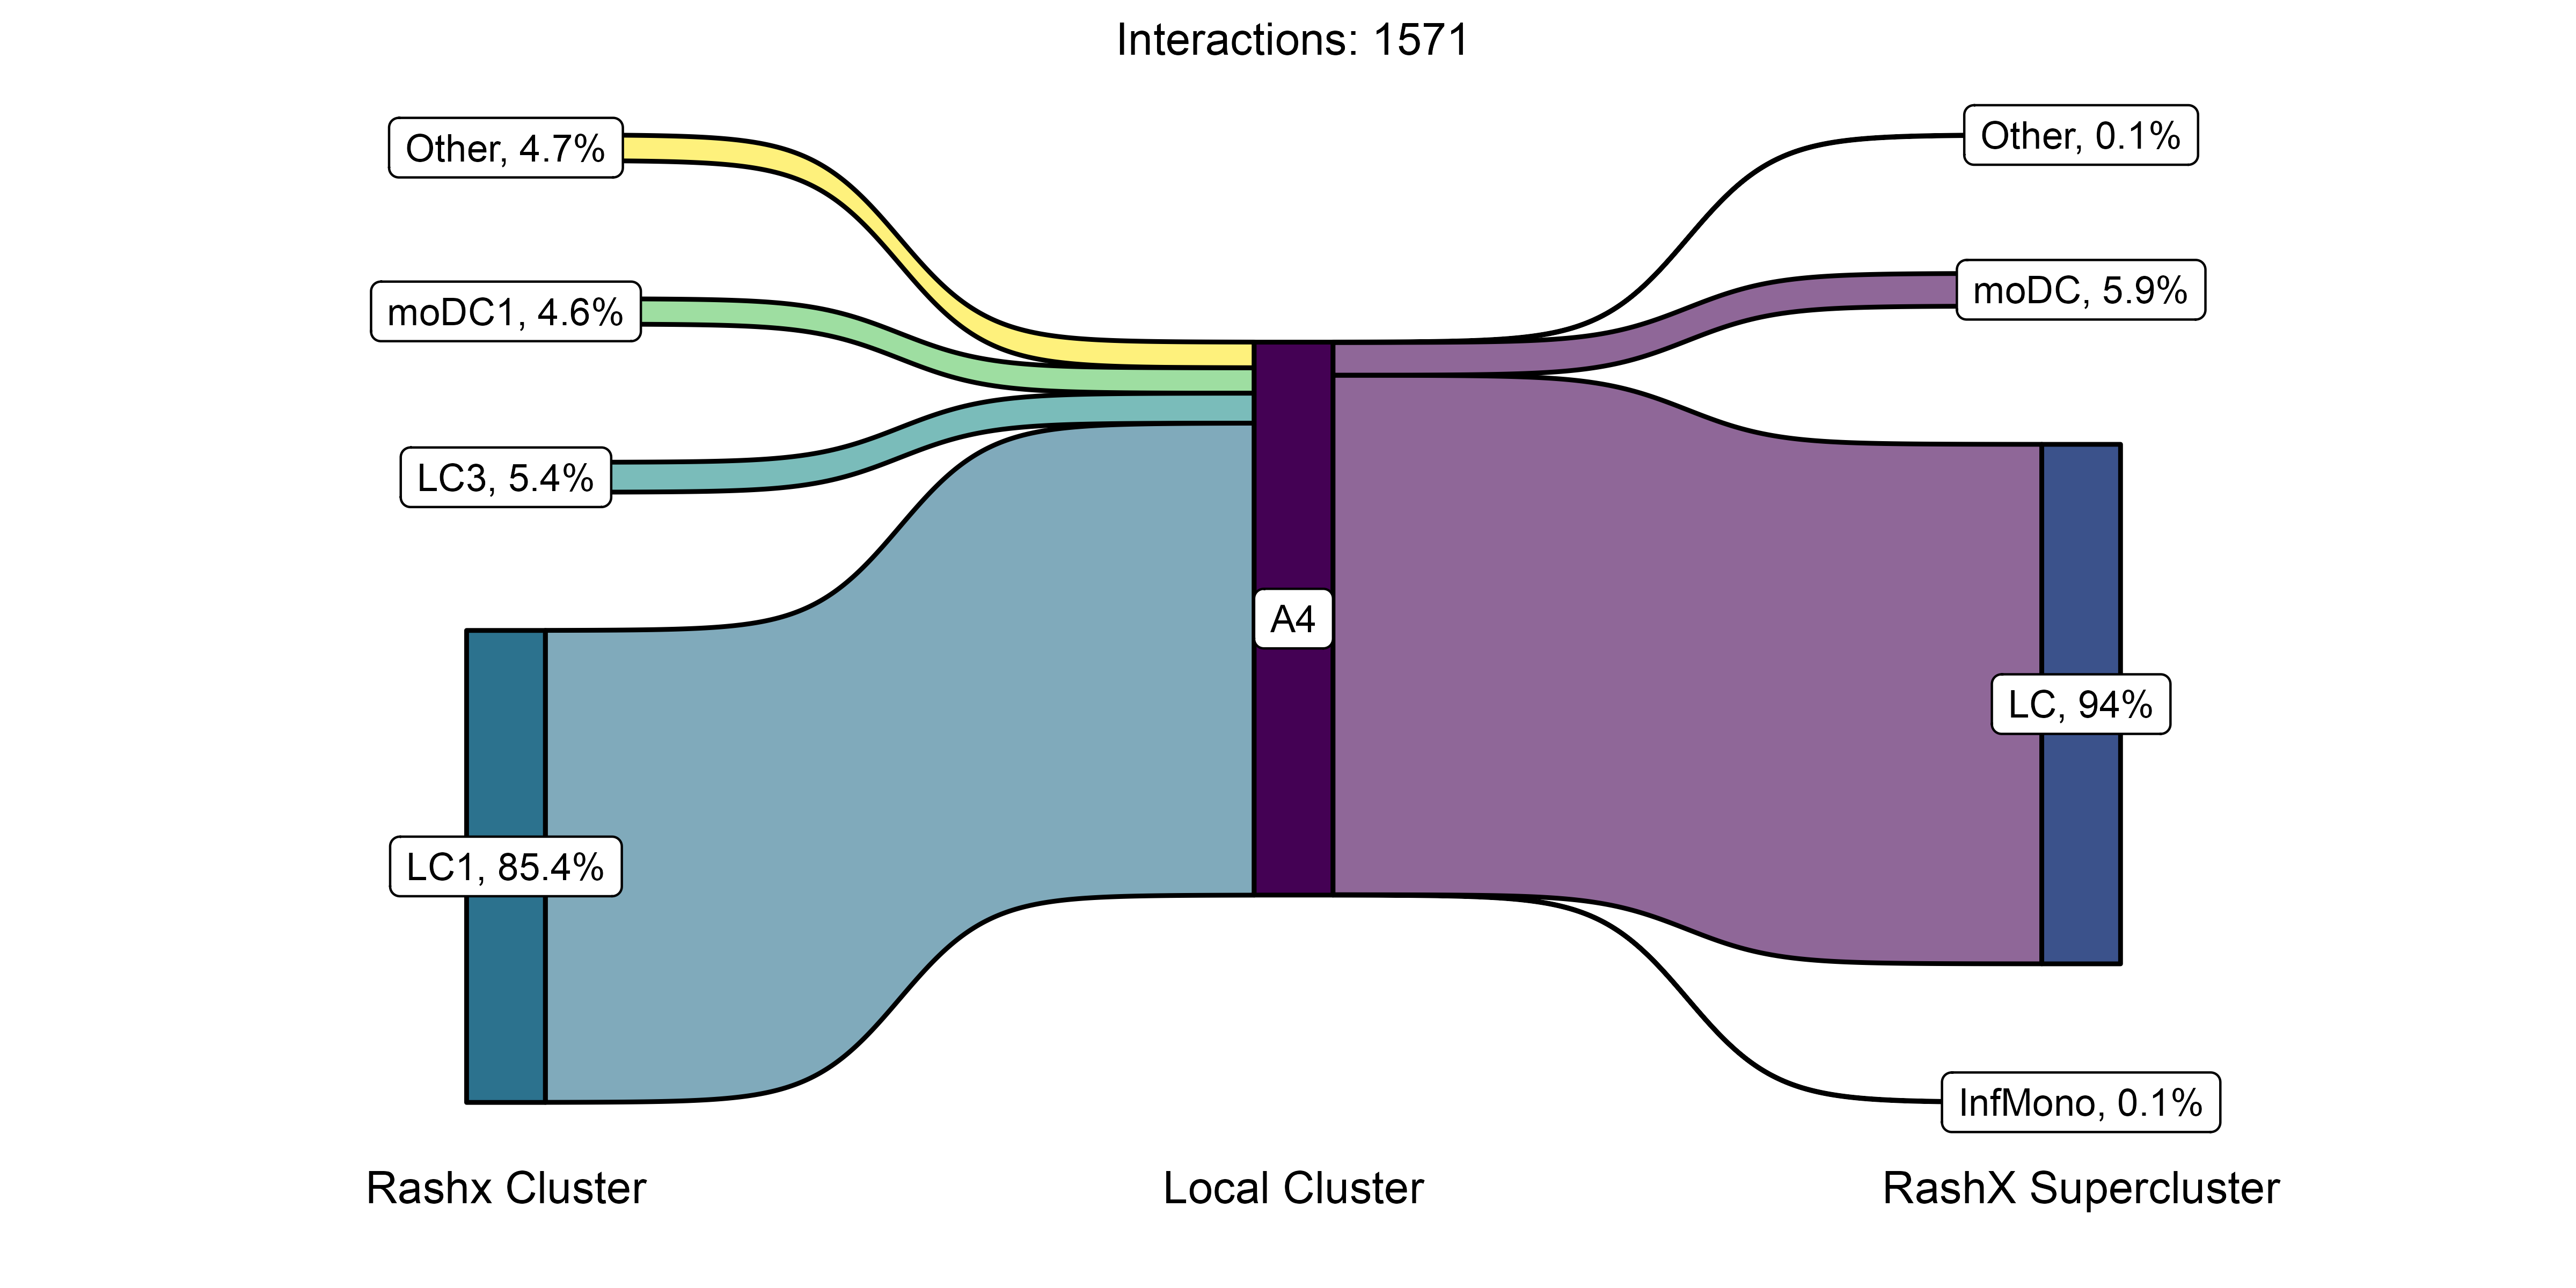 Interactions: 1571
Other, 4.7%
moDC1, 4.6%
LC3, 5.4%
LC1, 85.4%
A4
Other, 0.1%
moDC, 5.9%
LC, 94%
InfMono, 0.1%
Rashx Cluster
Local Cluster
RashX Supercluster